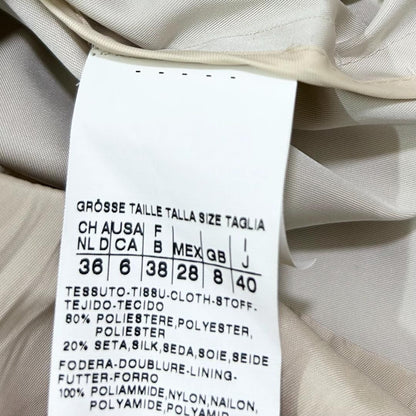 - - - - -
GRÖSSE TAILLE TALLA SIZE TAGLIA
CH A USA F I
NL D CA B MEX GB J
36 6 38 28 8 40
TESSUTO-TISSU-CLOTH-STOFF-
TEJIDO-TECIDO
80% POLIESTERE,POLYESTER,
POLIESTER
20% SETA,SILK,SEDA,SOIE,SEIDE
FODERA-DOUBLURE-LINING-
FUTTER-FORRO
100% POLIAMMIDE,NYLON,NAILON,
POLYAMIDE,POLYAMID